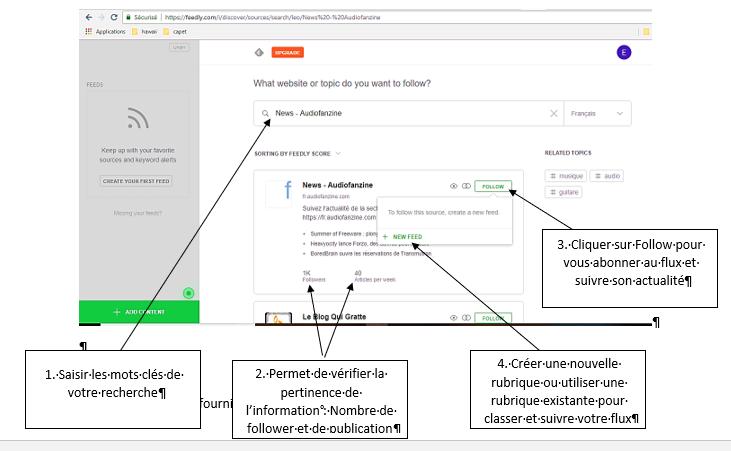 Sécurisé | https://feedly.com/i/discover/sources/search/leo/News%20-%20Audiofanzine
Applications hawaii capet
UPGRADE E
FEEDS
What website or topic do you want to follow?
News - Audiofanzine Français
Keep up with your favorite
sources and keyword alerts
CREATE YOUR FIRST FEED
Missing your feeds?
SORTING BY FEEDLY SCORE RELATED TOPICS
# musique # audio
# guitare
News - Audiofanzine FOLLOW
fr.audiofanzine.com
Suivez l'actualité de la sect
https://fr.audiofanzine.com
To follow this source, create a new feed.
+ NEW FEED
• Summer of Freeware : plong
• Heavyocity lance Forzo, des
• BoredBrain ouvre les réservations de Transmutron
1K 40
Followers Articles per week
Le Blog Qui Gratte FOLLOW
+ ADD CONTENT
3.·Cliquer·sur·Follow·pour·
vous·abonner·au·flux·et·
suivre·son·actualité¶
¶
¶
1.·Saisir·les·mots·clés·de·
votre·recherche¶
2.·Permet·de·vérifier·la·
pertinence·de·
l'information°:·Nombre·de·
follower·et·de·publication¶
4.·Créer·une·nouvelle·
rubrique·ou·utiliser·une·
rubrique·existante·pour·
classer·et·suivre·votre·flux¶
fourni